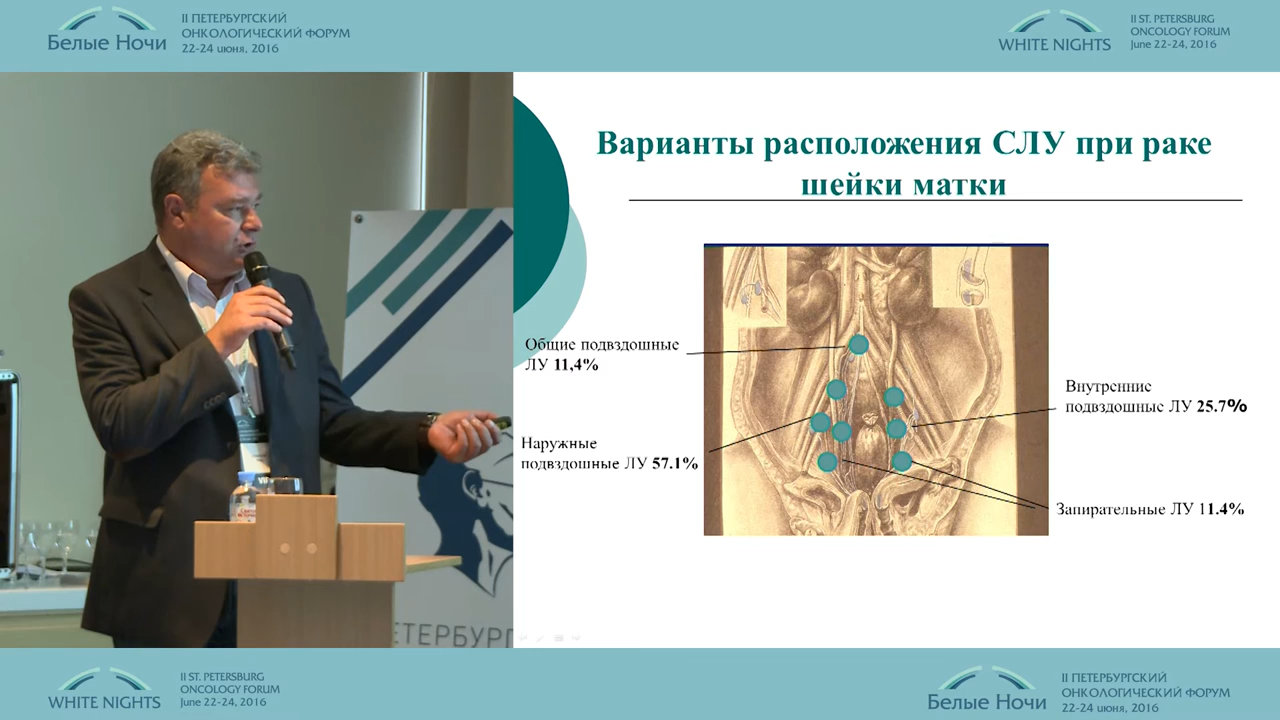 Белые Ночи
II ПЕТЕРБУРГСКИЙ
ОНКОЛОГИЧЕСКИЙ ФОРУМ
22-24 июня, 2016
WHITE NIGHTS
II ST. PETERSBURG
ONCOLOGY FORUM
June 22-24, 2016
Варианты расположения СЛУ при раке
шейки матки
Общие подвздошные
ЛУ 11,4%
Внутренние
подвздошные ЛУ 25.7%
Наружные
подвздошные ЛУ 57.1%
Запирательные ЛУ 11.4%
ЕТЕРБУРГ
WHITE NIGHTS
II ST. PETERSBURG
ONCOLOGY FORUM
June 22-24, 2016
Белые Ночи
II ПЕТЕРБУРГСКИЙ
ОНКОЛОГИЧЕСКИЙ ФОРУМ
22-24 июня, 2016